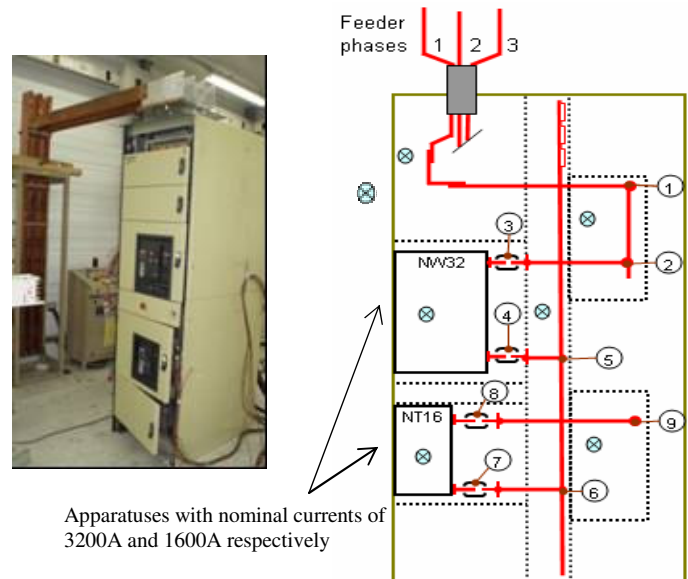 Feeder
phases
1
2
3
1
3
NW32
2
4
5
8
NT16
9
7
6
Apparatuses with nominal currents of
3200A and 1600A respectively